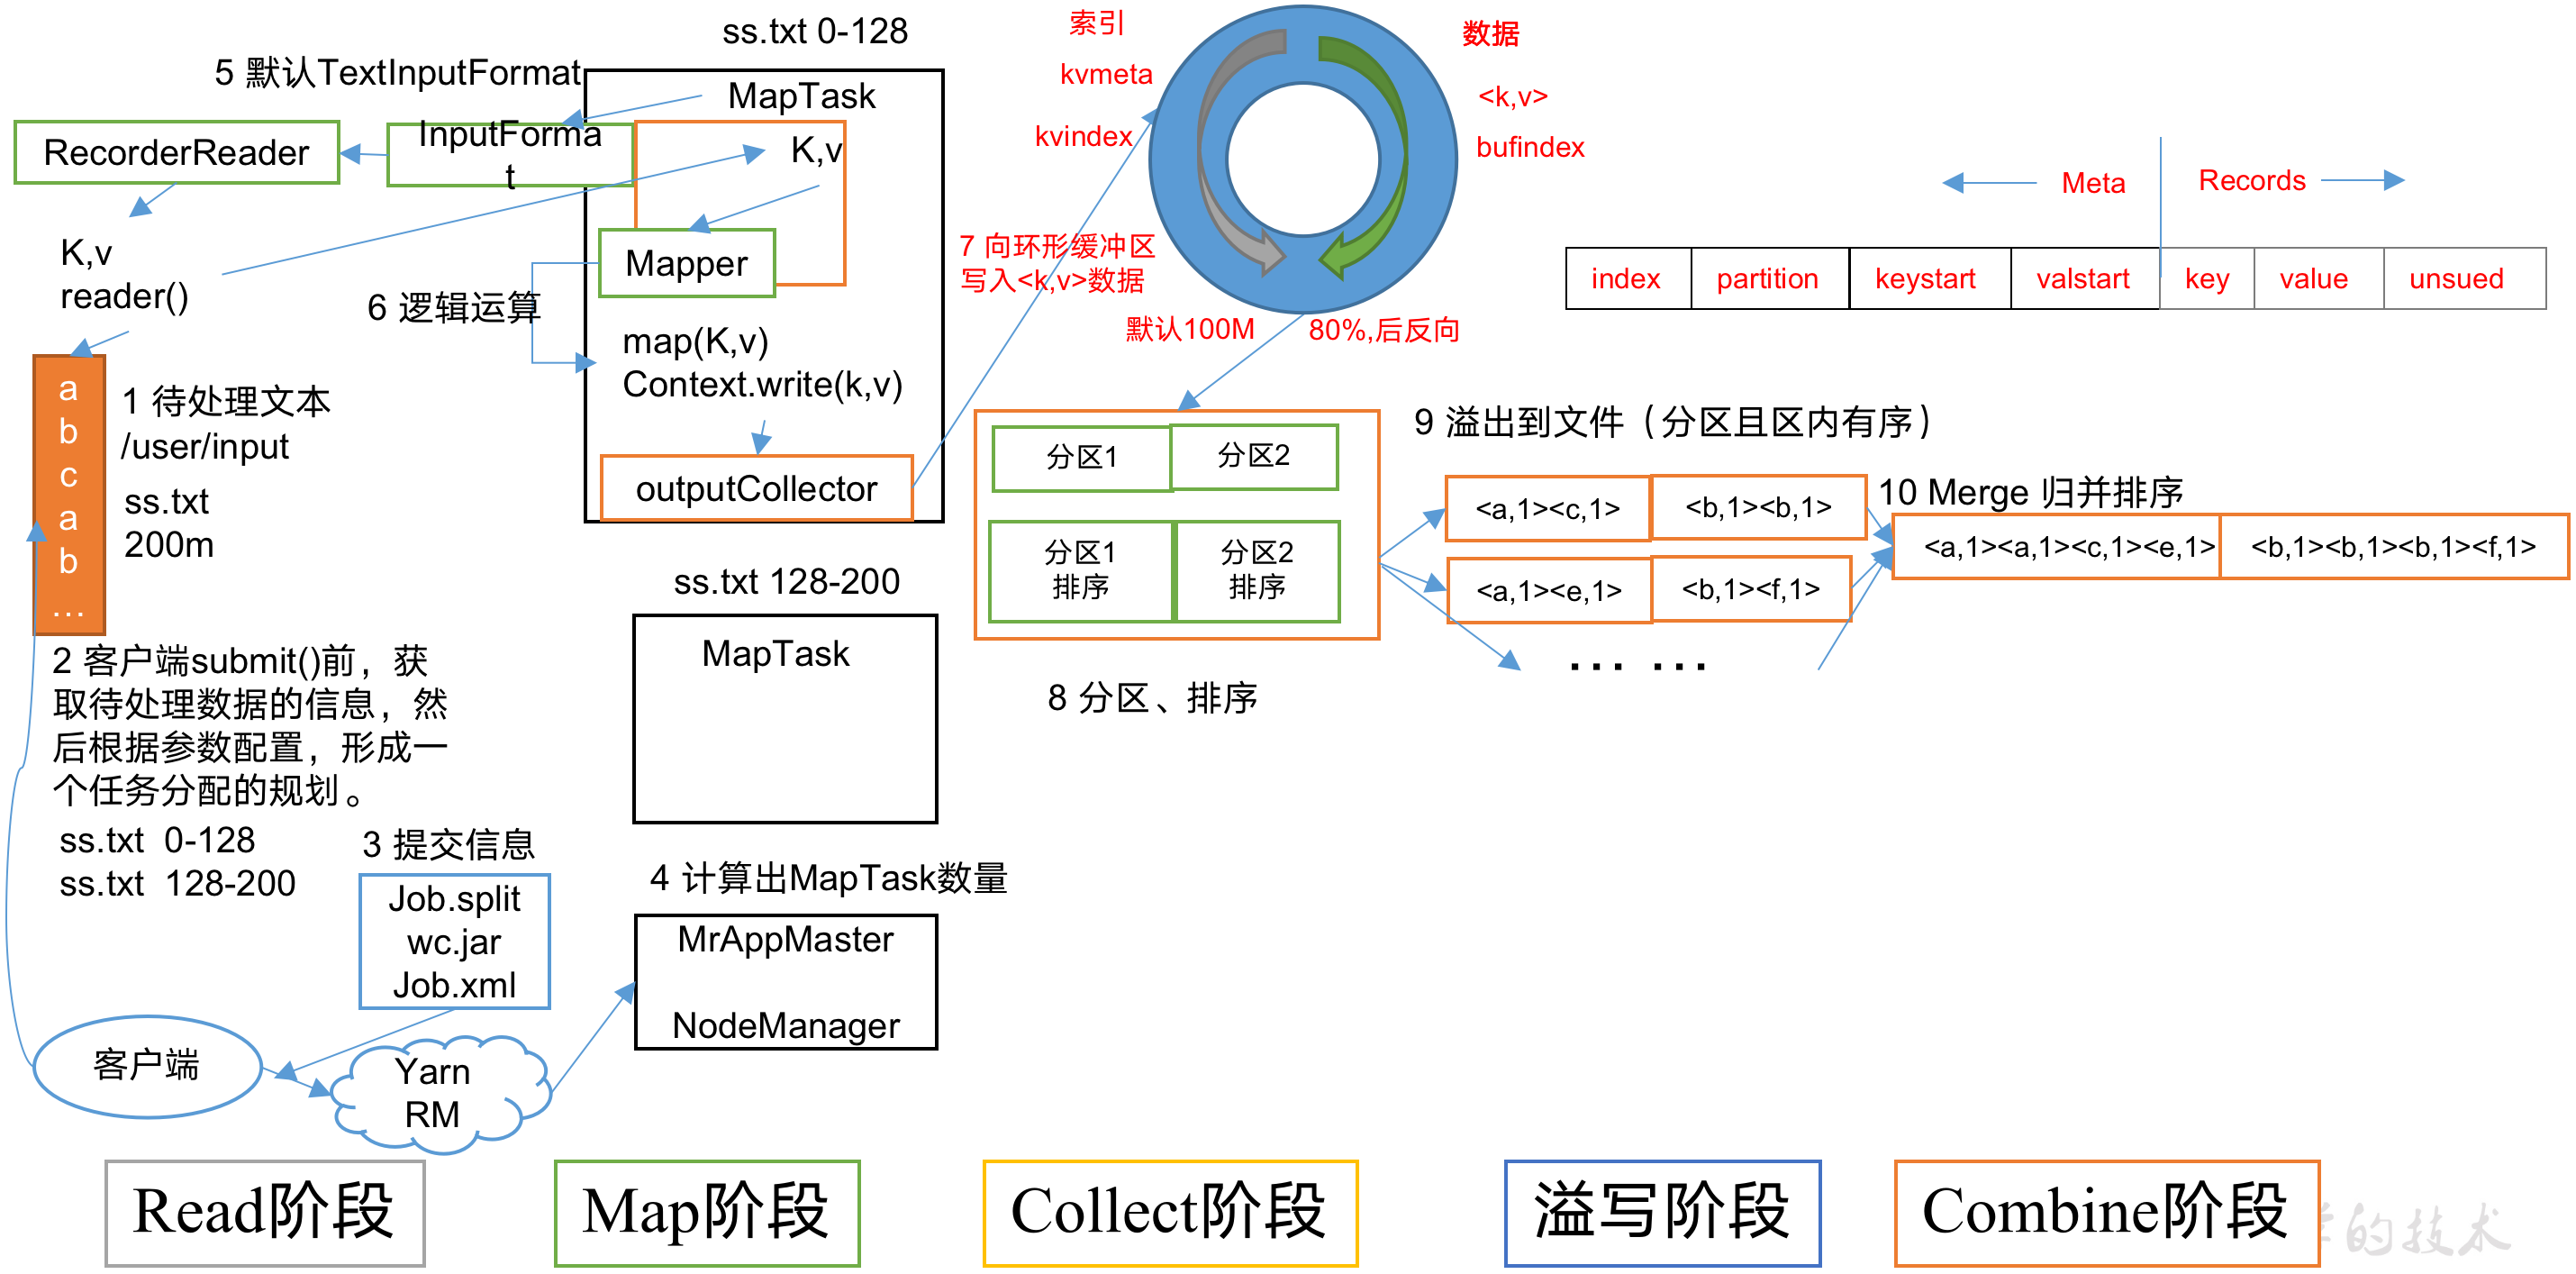 ss.txt 0-128
5 默认TextInputFormat
MapTask
RecorderReader
InputForma
t
K,v
K,v
reader()
Mapper
6 逻辑运算
map(K,v)
Context.write(k,v)
outputCollector
a
b
c
a
b
...
1 待处理文本
/user/input
ss.txt
200m
2 客户端submit()前，获
取待处理数据的信息，然
后根据参数配置，形成一
个任务分配的规划。
ss.txt 0-128
ss.txt 128-200
3 提交信息
Job.split
wc.jar
Job.xml
客户端
Yarn
RM
ss.txt 128-200
MapTask
4 计算出MapTask数量
MrAppMaster
NodeManager
索引
kvmeta
kvindex
数据
<k,v>
bufindex
7 向环形缓冲区
写入<k,v>数据
默认100M
80%,后反向
Meta
Records
index partition keystart valstart key value unsued
分区1
分区2
分区1
排序
分区2
排序
8 分区、排序
9 溢出到文件（分区且区内有序）
<a,1><c,1>
<b,1><b,1>
<a,1><e,1>
<b,1><f,1>
... ...
10 Merge 归并排序
<a,1><a,1><c,1><e,1>
<b,1><b,1><b,1><f,1>
Read阶段
Map阶段
Collect阶段
溢写阶段
Combine阶段
的技术